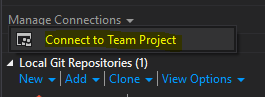 Manage Connections
Connect to Team Project
Local Git Repositories (1)
New Add Clone View Options